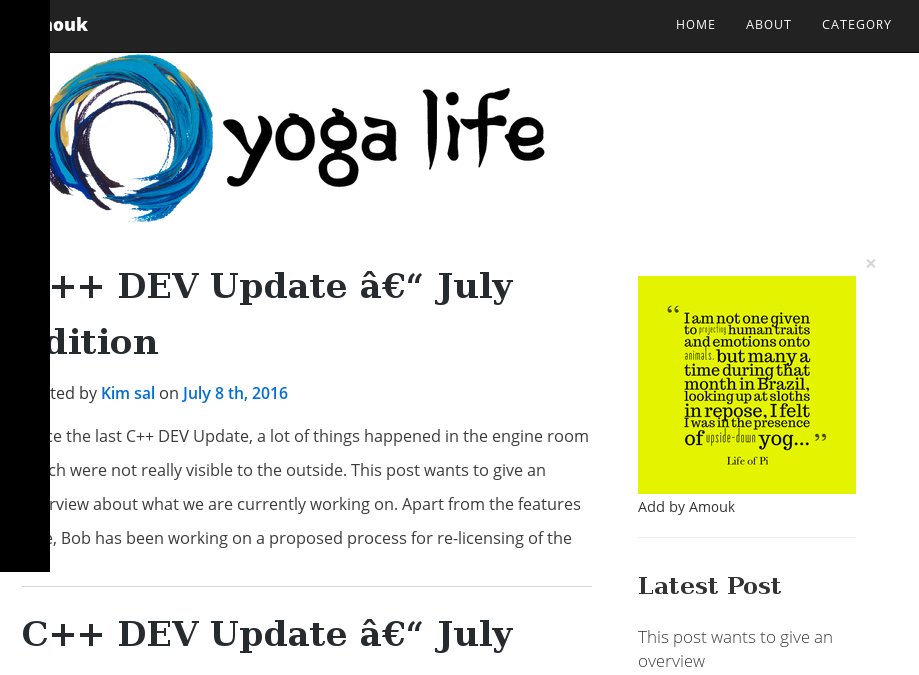 HOME ABOUT CATEGORY
yoga life
++ DEV Update â€“ July
dition
by Kim sal on July 8 th, 2016
the last C++ DEV Update, a lot of things happened in the engine room
were not really visible to the outside. This post wants to give an
about what we are currently working on. Apart from the features
Bob has been working on a proposed process for re-licensing of the
C++ DEV Update â€“ July
×
“ I am not one given
to projecting human traits
and emotions onto
animals. but many a
time during that
month in Brazil,
looking up at sloths
in repose, I felt
I was in the presence
of upside-down yog... ”
Life of Pi
Add by Amouk
Latest Post
This post wants to give an
overview